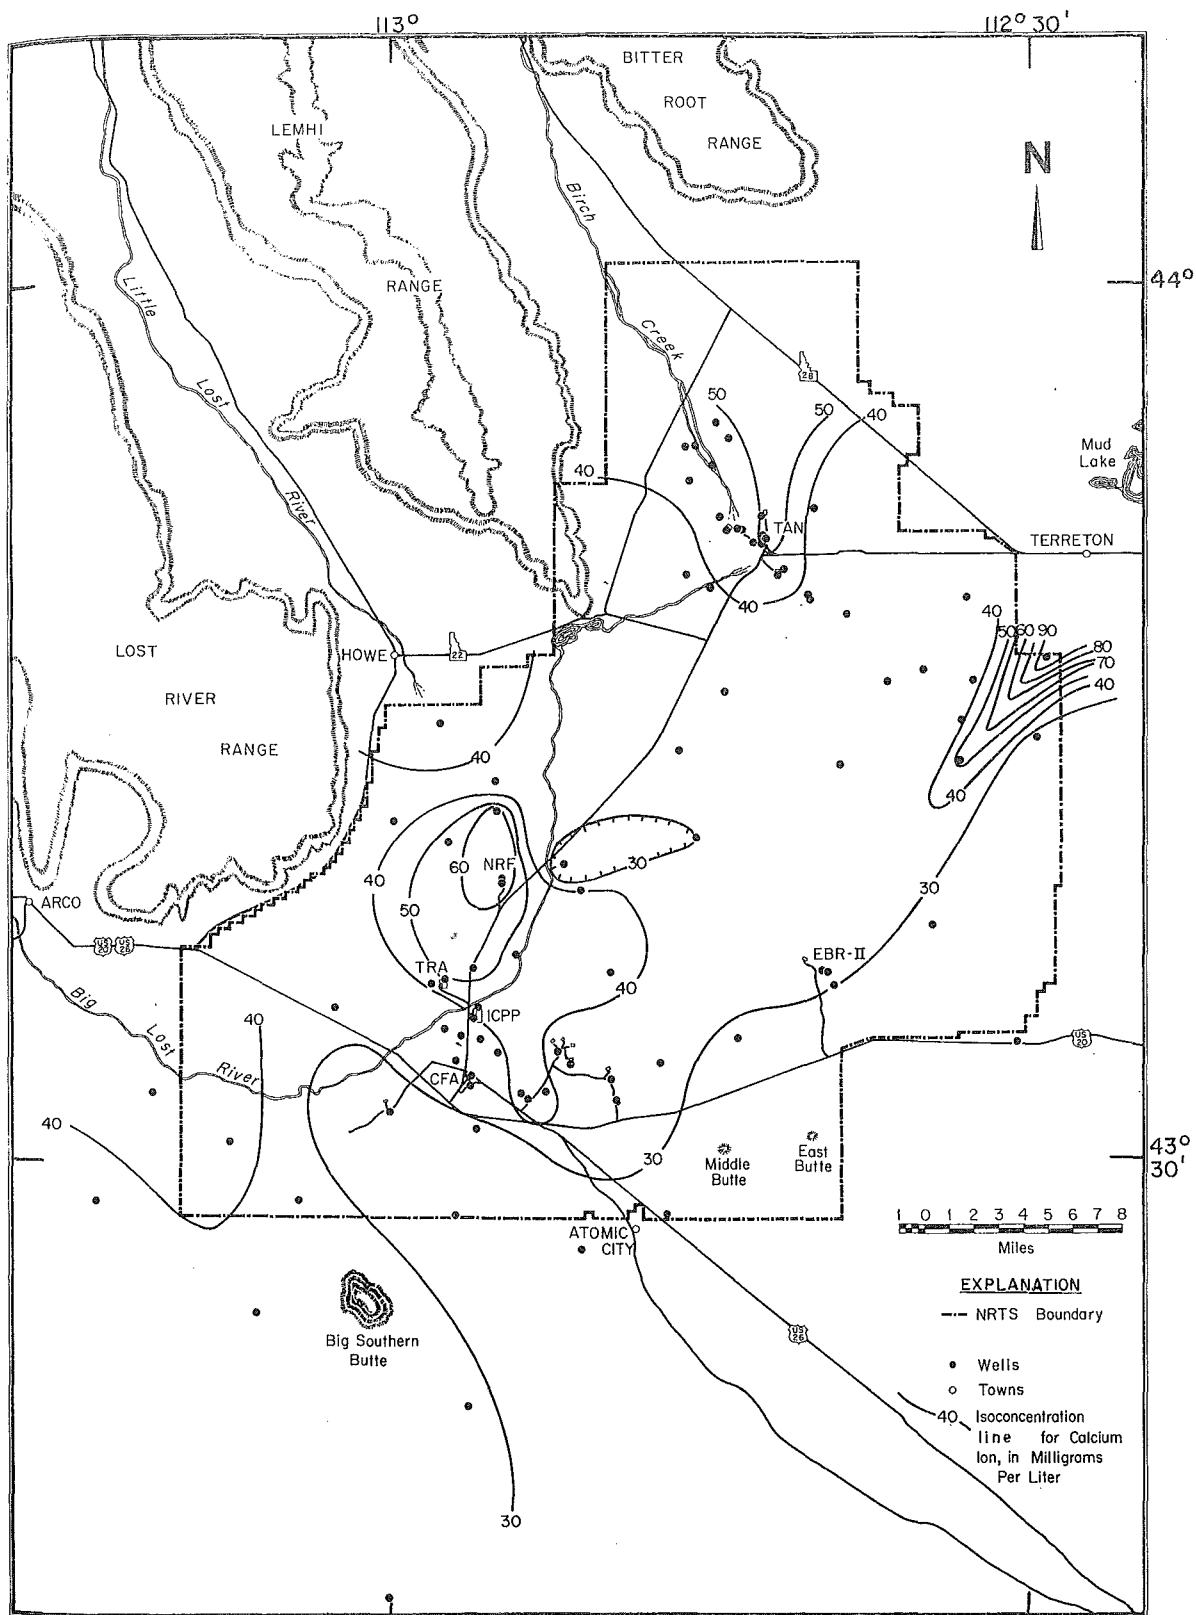 113°
112° 30'
BITTER
ROOT
RANGE
LEMHI
RANGE
N
Birch
Creek
44°
Little
Lost
River
28
50
50
40
Mud
Lake
40
TAN
TERRETON
40
40
50
60
90
80
70
40
40
LOST
RIVER
RANGE
HOWE
22
40
60
NRF
40
50
30
30
ARCO
US
20
US
26
TRA
EBR-II
40
ICPP
Big
Lost
River
40
CFA
US
20
40
30
Middle
Butte
East
Butte
43°
30'
ATOMIC
CITY
1 0 1 2 3 4 5 6 7 8
Miles
EXPLANATION
NRTS Boundary
Wells
Towns
40 Isoconcentration
line for Calcium
Ion, in Milligrams
Per Liter
US
26
Big Southern
Butte
30